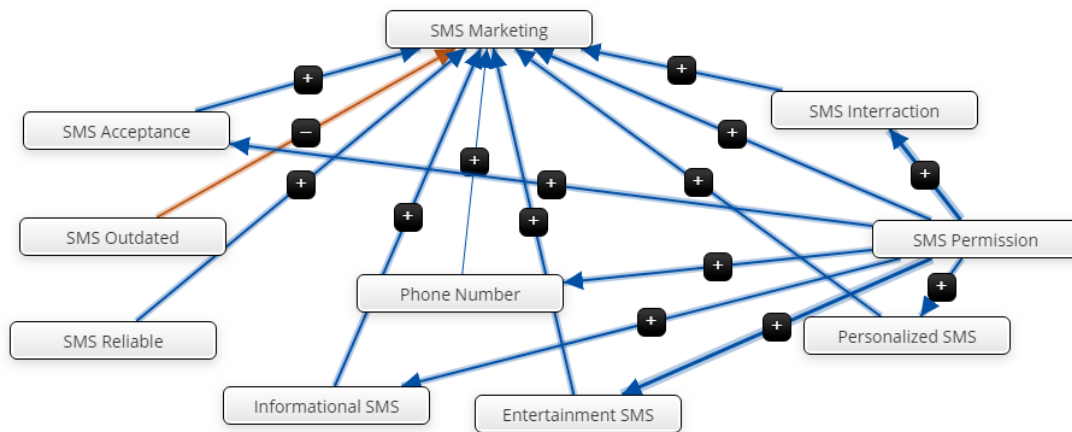 SMS Marketing
+
+
SMS Interraction
SMS Acceptance
−
+
+
+
+
+
+
SMS Outdated
+
+
SMS Permission
+
Phone Number
+
+
+
SMS Reliable
Personalized SMS
Informational SMS
Entertainment SMS